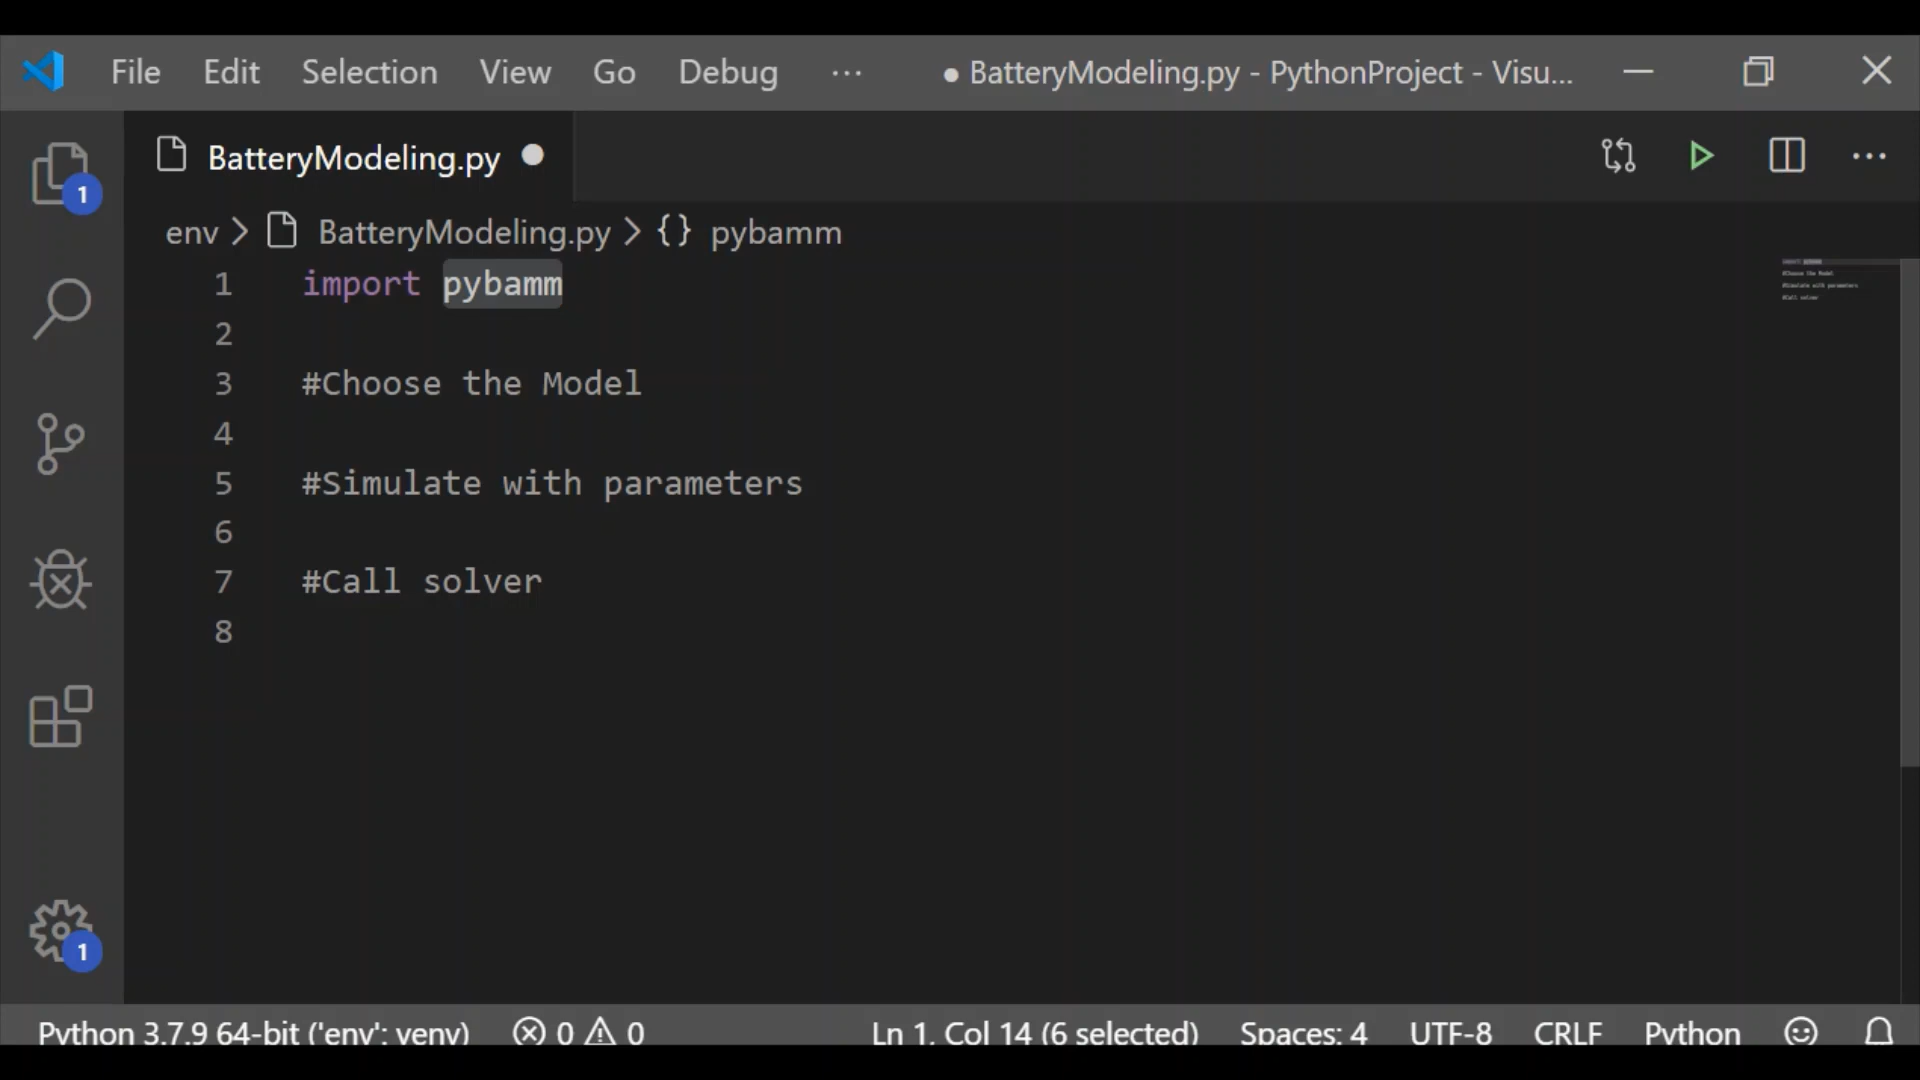 File Edit Selection View Go Debug ... ● BatteryModeling.py - PythonProject - Visu...
BatteryModeling.py
1
env > BatteryModeling.py > {} pybamm
1 import pybamm
2
3 #Choose the Model
4
5 #Simulate with parameters
6
7 #Call solver
8
1
Python 3.7.9 64-bit ('env': venv) 0 0 Ln 1, Col 14 (6 selected) Spaces: 4 UTF-8 CRLF Python